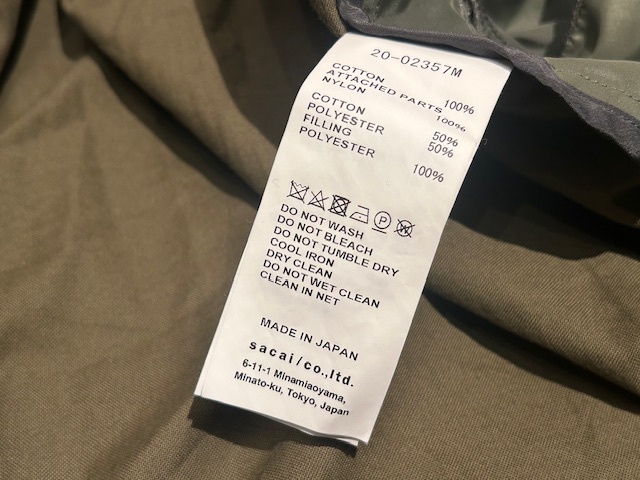 20-02357M
COTTON 100%
ATTACHED PARTS
NYLON 100%
COTTON 50%
POLYESTER 50%
FILLING
POLYESTER 100%
P
DO NOT WASH
DO NOT BLEACH
DO NOT TUMBLE DRY
COOL IRON
DRY CLEAN
DO NOT WET CLEAN
CLEAN IN NET
MADE IN JAPAN
sacai/co.,ltd.
6-11-1 Minamiaoyama,
Minato-ku, Tokyo, Japan